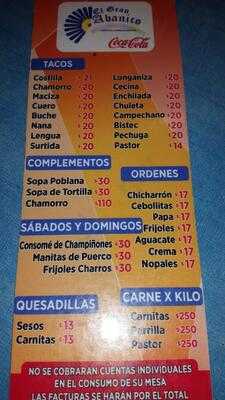 El Gran
Abanico
Coca-Cola
TACOS
Costilla $21
Chamorro $20
Maciza $20
Cuero $20
Buche $20
Nana $20
Lengua $20
Surtida $20
Longaniza $20
Cecina $20
Enchilada $20
Chuleta $20
Campechano $20
Bistec $20
Pechuga $20
Pastor $14
COMPLEMENTOS
Sopa Poblana $30
Sopa de Tortilla $30
Chamorro $110
ORDENES
Chicharrón $17
Cebollitas $17
Papa $17
Frijoles $17
Aguacate $17
Crema $17
Nopales $17
SÁBADOS Y DOMINGOS
Consomé de Champiñones $30
Manitas de Puerco $30
Frijoles Charros $30
QUESADILLAS
Sesos $13
Carnitas $13
CARNE X KILO
Carnitas $250
Parrilla $250
Pastor $250
NO SE COBRARAN CUENTAS INDIVIDUALES
EN EL CONSUMO DE SU MESA
LAS FACTURAS SE HARÁN POR EL TOTAL